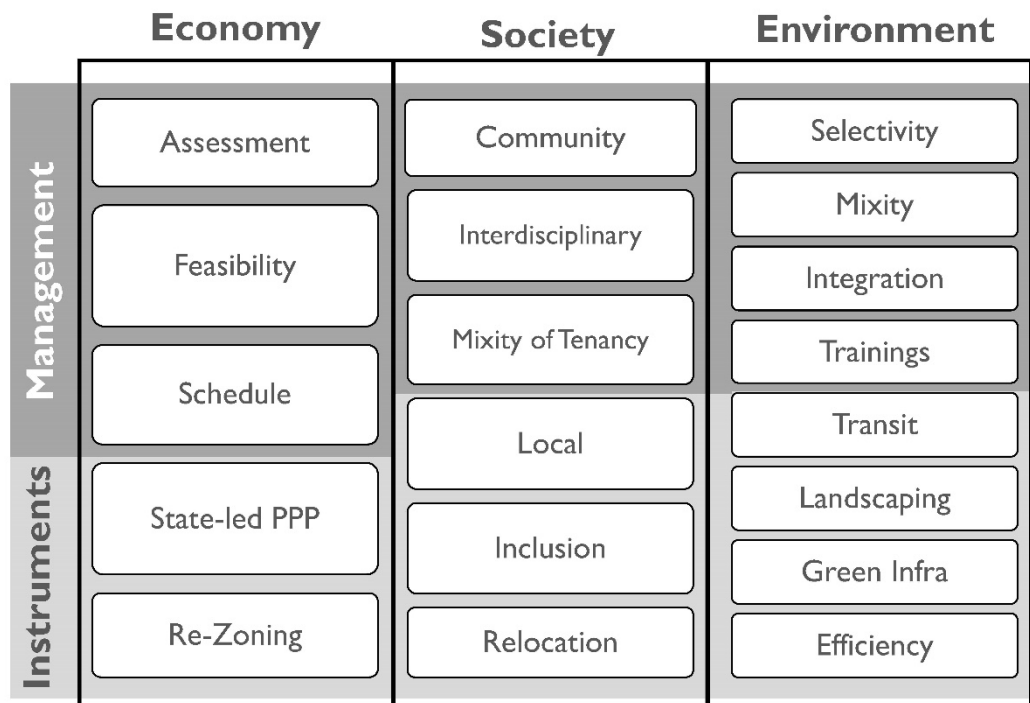 Economy
Society
Environment
Management
Assessment
Feasibility
Schedule
Community
Interdisciplinary
Mixity of Tenancy
Selectivity
Mixity
Integration
Trainings
Instruments
State-led PPP
Re-Zoning
Local
Inclusion
Relocation
Transit
Landscaping
Green Infra
Efficiency